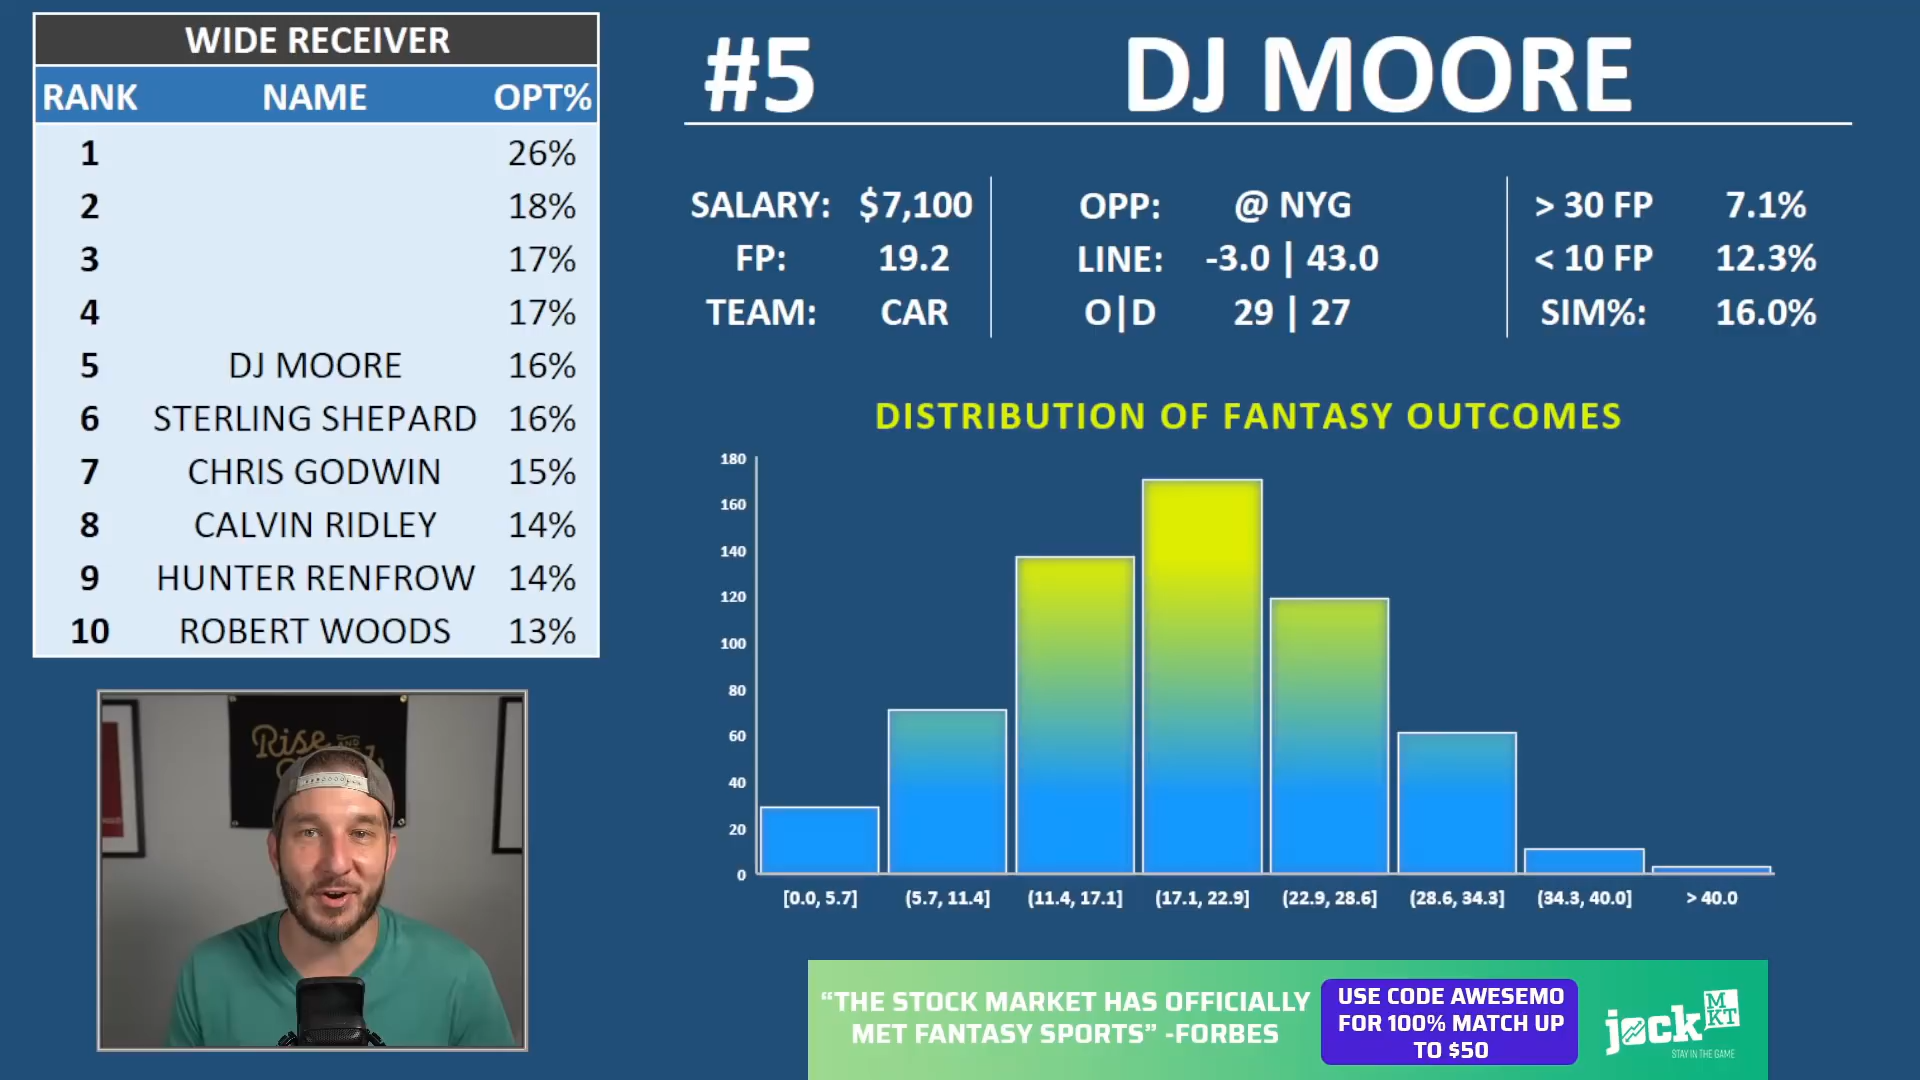 WIDE RECEIVER
RANK NAME OPT%
1 26%
2 18%
3 17%
4 17%
5 DJ MOORE 16%
6 STERLING SHEPARD 16%
7 CHRIS GODWIN 15%
8 CALVIN RIDLEY 14%
9 HUNTER RENFROW 14%
10 ROBERT WOODS 13%
#5 DJ MOORE
SALARY: $7,100
FP: 19.2
TEAM: CAR
OPP: @ NYG
LINE: -3.0 | 43.0
O|D 29 | 27
> 30 FP 7.1%
< 10 FP 12.3%
SIM%: 16.0%
DISTRIBUTION OF FANTASY OUTCOMES
180
160
140
120
100
80
60
40
20
0
[0.0, 5.7] (5.7, 11.4] (11.4, 17.1] (17.1, 22.9] (22.9, 28.6] (28.6, 34.3] (34.3, 40.0] > 40.0
Rise AND
“THE STOCK MARKET HAS OFFICIALLY
MET FANTASY SPORTS” -FORBES
USE CODE AWESEMO
FOR 100% MATCH UP
TO $50
jock MKT
STAY IN THE GAME